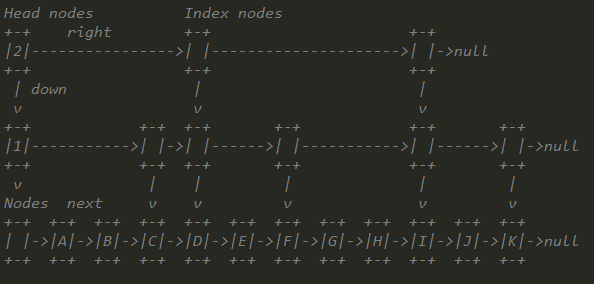 Head nodes          Index nodes
+-+    right        +-+                      +-+
|2|---------------->| |--------------------->| |->null
+-+                 +-+                      +-+
 | down              |                        |
 v                   v                        v
+-+            +-+  +-+       +-+            +-+      +-+
|1|----------->| |->| |------>| |----------->| |------>| |->null
+-+            +-+  +-+       +-+            +-+      +-+
 v              |    |         |              |        |
Nodes  next     v    v         v              v        v
+-+  +-+  +-+  +-+  +-+  +-+  +-+  +-+  +-+  +-+  +-+  +-+
| |->|A|->|B|->|C|->|D|->|E|->|F|->|G|->|H|->|I|->|J|->|K|->null
+-+  +-+  +-+  +-+  +-+  +-+  +-+  +-+  +-+  +-+  +-+  +-+